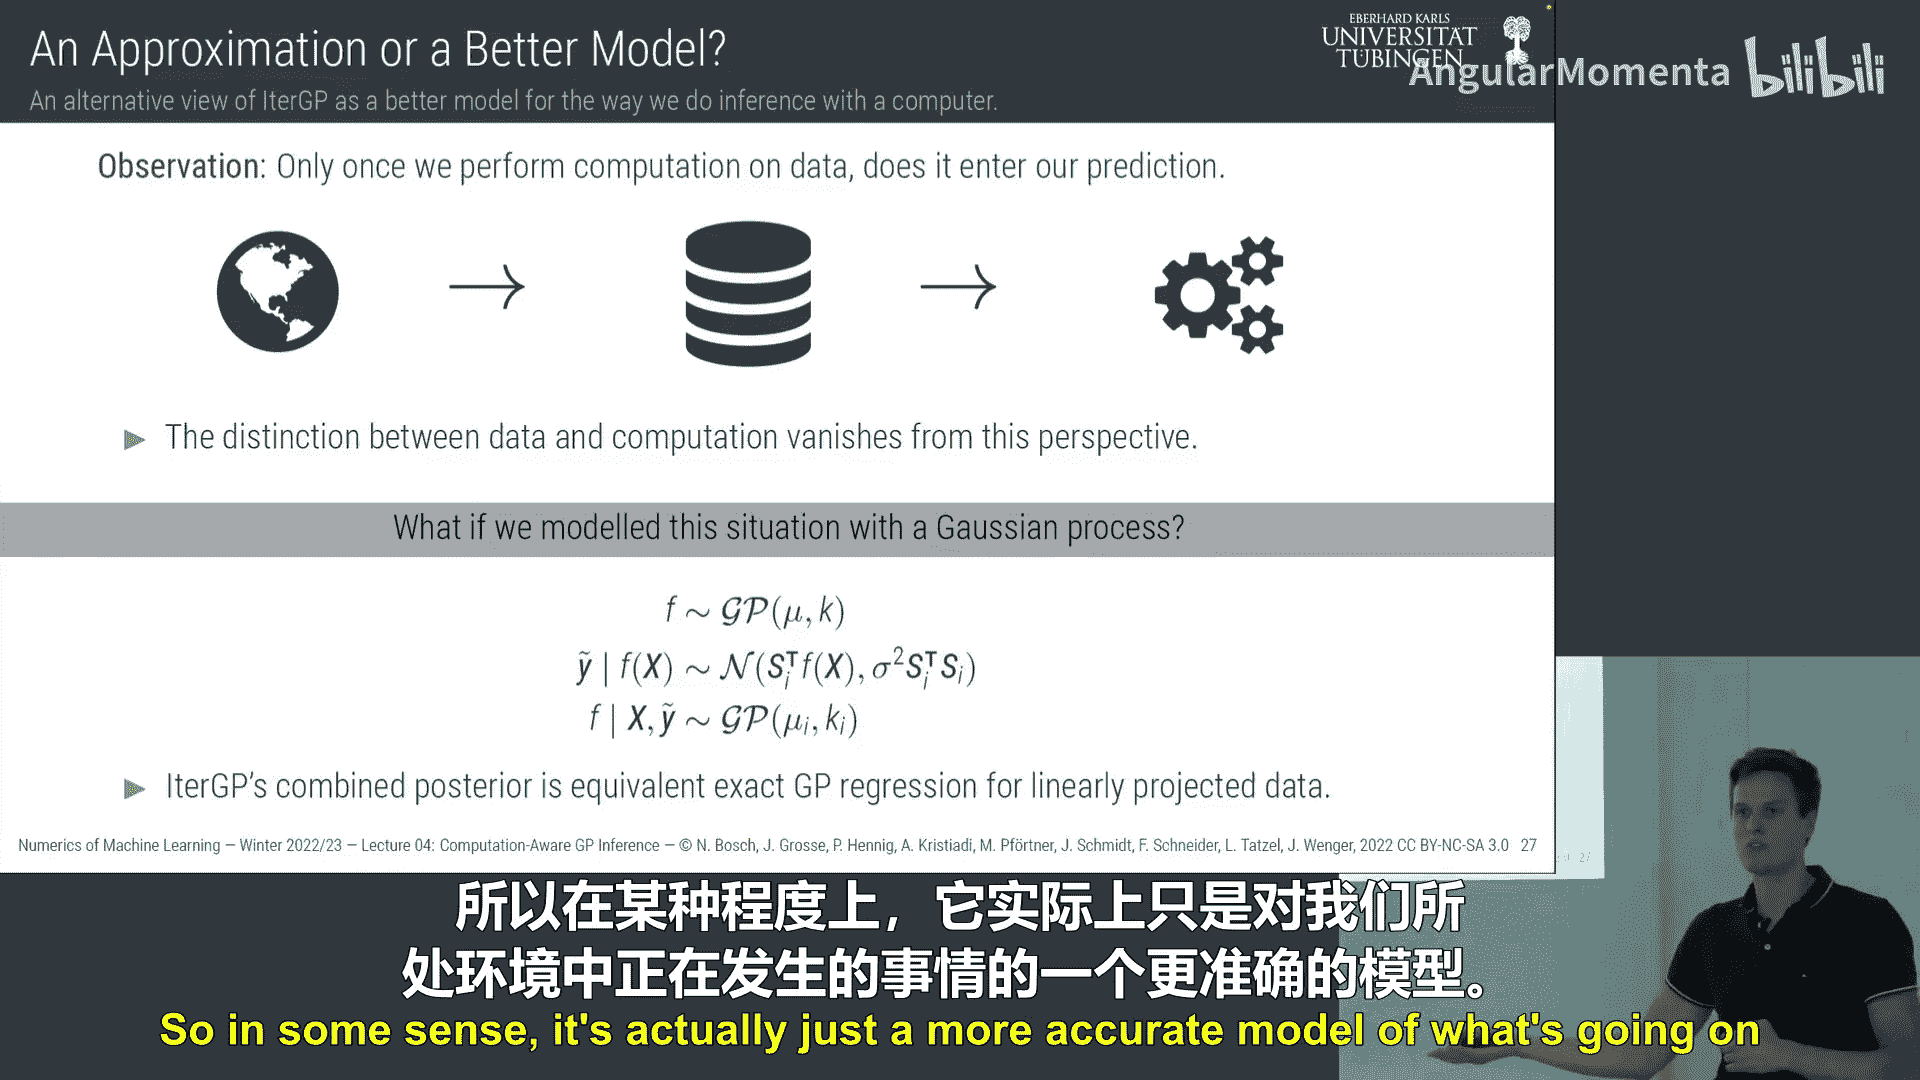 An Approximation or a Better Model?
An alternative view of IterGP as a better model for the way we do inference with a computer.
EBERHARD KARLS
UNIVERSITÄT
TÜBINGEN
AngularMomenta bilibili
Observation: Only once we perform computation on data, does it enter our prediction.
▶ The distinction between data and computation vanishes from this perspective.
What if we modelled this situation with a Gaussian process?
f ∼ 𝒢𝒫(μ, k)
ỹ | f(X) ∼ 𝒩(Sᵢᵀf(X), σ²SᵢᵀSᵢ)
f | X, ỹ ∼ 𝒢𝒫(μᵢ, kᵢ)
▶ IterGP's combined posterior is equivalent exact GP regression for linearly projected data.
Numerics of Machine Learning — Winter 2022/23 — Lecture 04: Computation-Aware GP Inference — © N. Bosch, J. Grosse, P. Hennig, A. Kristiadi, M. Pförtner, J. Schmidt, F. Schneider, L. Tatzel, J. Wenger, 2022 CC BY-NC-SA 3.0 27
所以在某种程度上，它实际上只是对我们所
处环境中正在发生的事情的一个更准确的模型。
So in some sense, it's actually just a more accurate model of what's going on